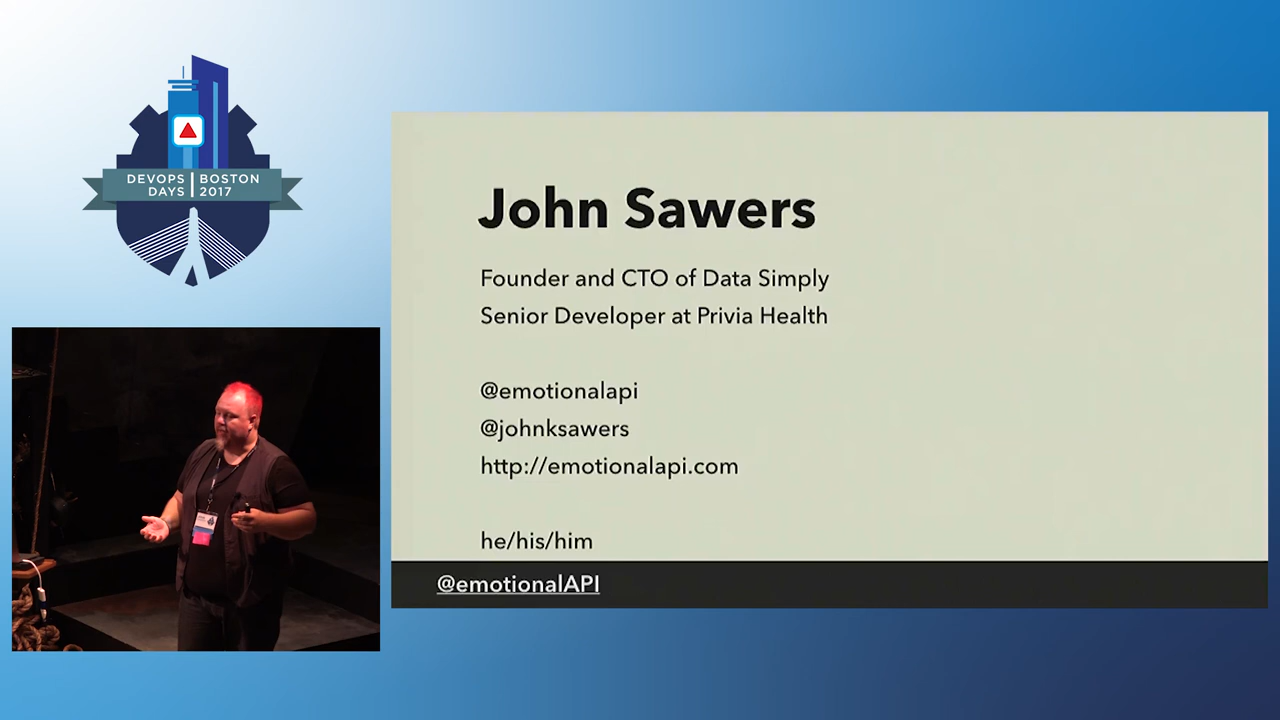 DEVOPS BOSTON
DAYS 2017
John Sawers
Founder and CTO of Data Simply
Senior Developer at Privia Health
@emotionalapi
@johnksawers
http://emotionalapi.com
he/his/him
@emotionalAPI